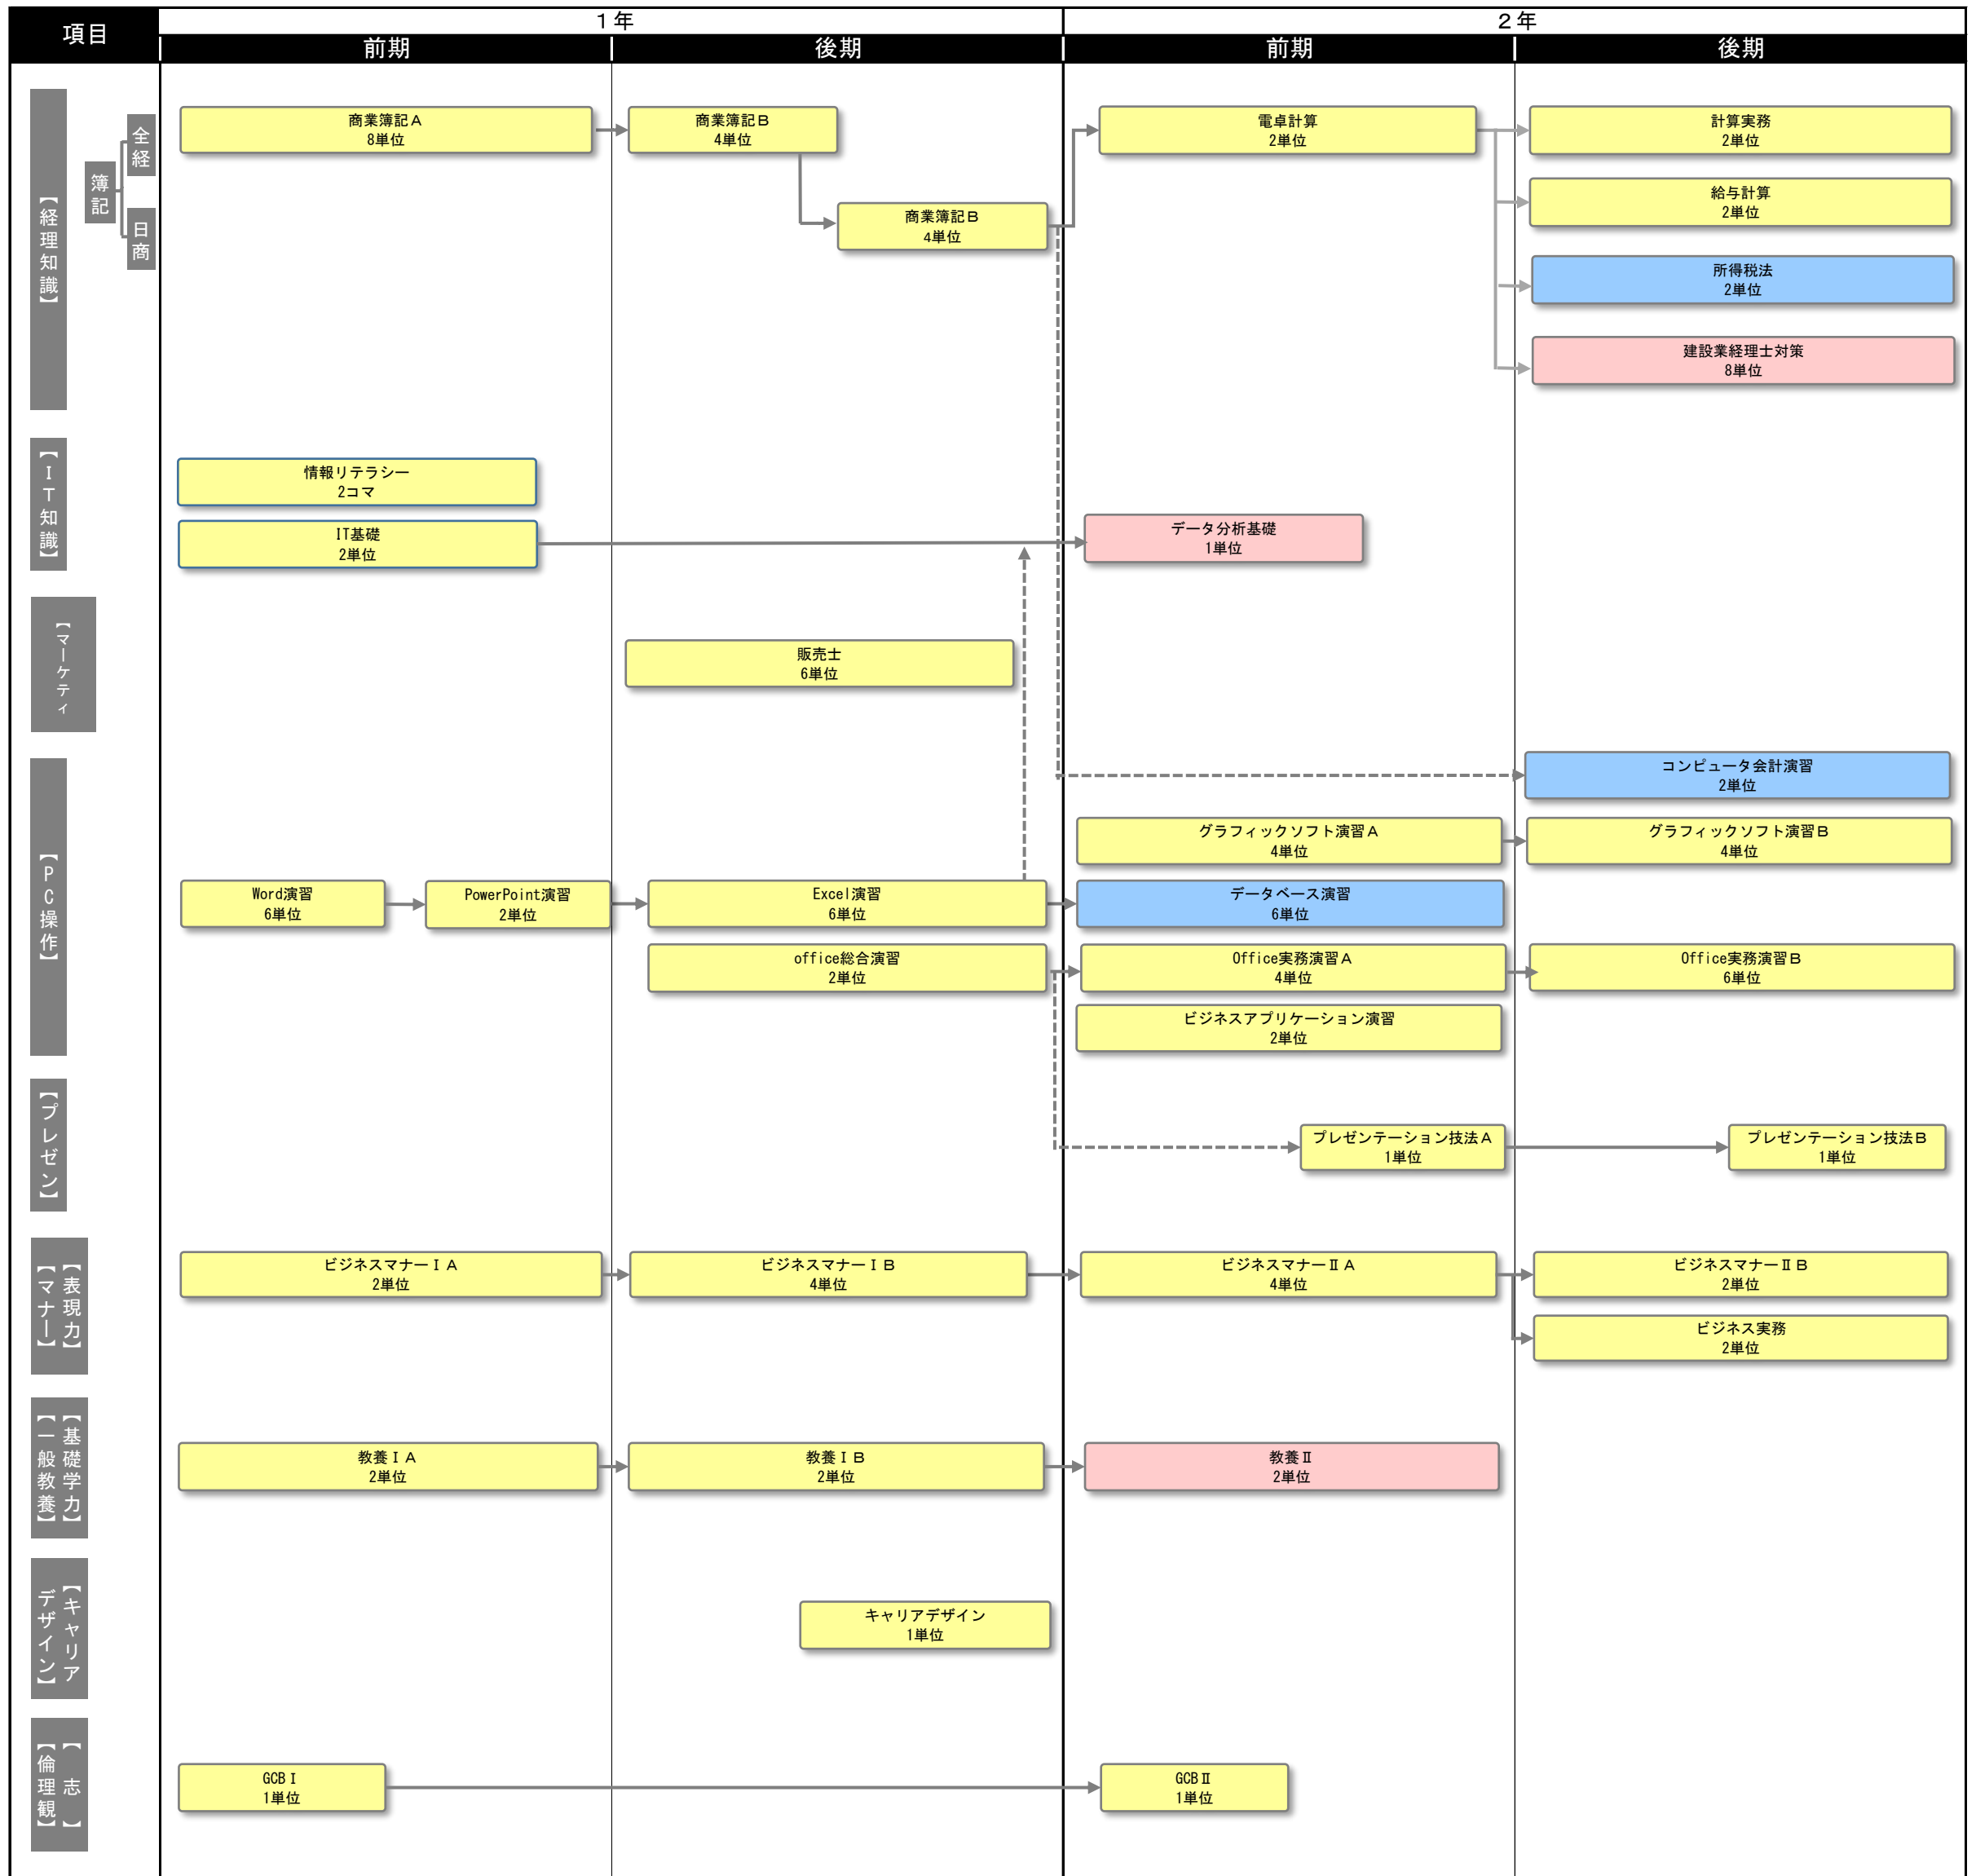 項目
１年
２年
前期
後期
前期
後期
【経理知識】
簿記
全経
日商
商業簿記Ａ
8単位
商業簿記Ｂ
4単位
商業簿記Ｂ
4単位
電卓計算
2単位
計算実務
2単位
給与計算
2単位
所得税法
2単位
建設業経理士対策
8単位
【ＩＴ知識】
情報リテラシー
2コマ
IT基礎
2単位
データ分析基礎
1単位
【マーケティ
販売士
6単位
【ＰＣ操作】
コンピュータ会計演習
2単位
グラフィックソフト演習Ａ
4単位
グラフィックソフト演習Ｂ
4単位
Word演習
6単位
PowerPoint演習
2単位
Excel演習
6単位
データベース演習
6単位
office総合演習
2単位
Office実務演習Ａ
4単位
Office実務演習Ｂ
6単位
ビジネスアプリケーション演習
2単位
【プレゼン】
プレゼンテーション技法Ａ
1単位
プレゼンテーション技法Ｂ
1単位
【表現力】
【マナー】
ビジネスマナーⅠＡ
2単位
ビジネスマナーⅠＢ
4単位
ビジネスマナーⅡＡ
4単位
ビジネスマナーⅡＢ
2単位
ビジネス実務
2単位
【基礎学力】
【一般教養】
教養ⅠＡ
2単位
教養ⅠＢ
2単位
教養Ⅱ
2単位
【キャリア
デザイン】
キャリアデザイン
1単位
【　志　】
【倫理観】
GCBⅠ
1単位
GCBⅡ
1単位